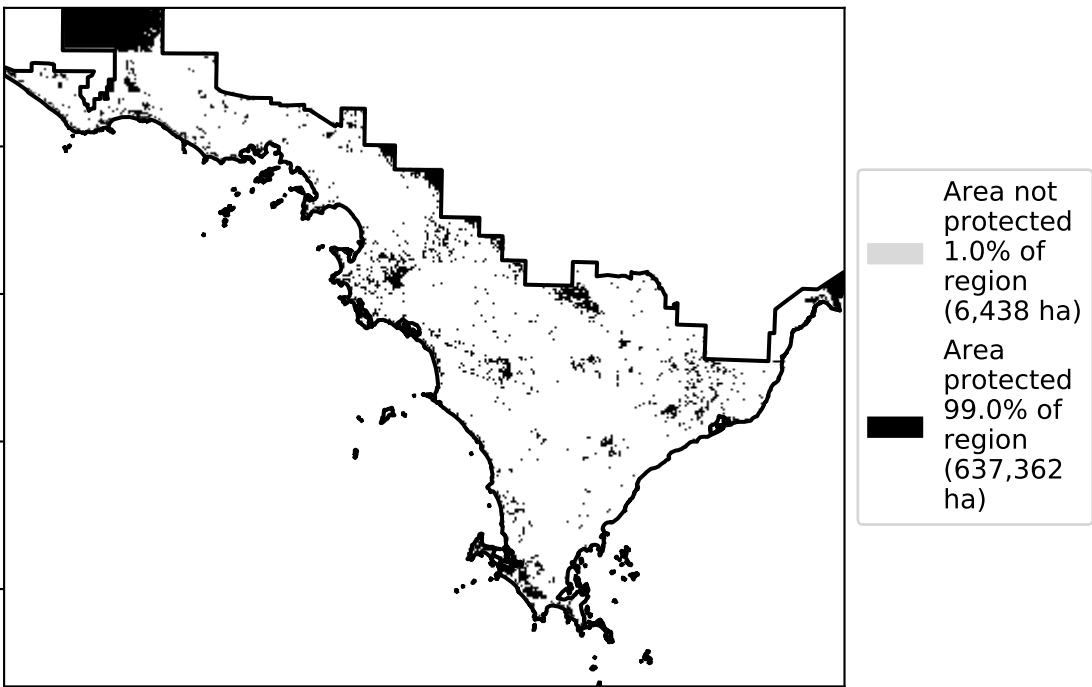 Area not
protected
1.0% of
region
(6,438 ha)
Area
protected
99.0% of
region
(637,362
ha)